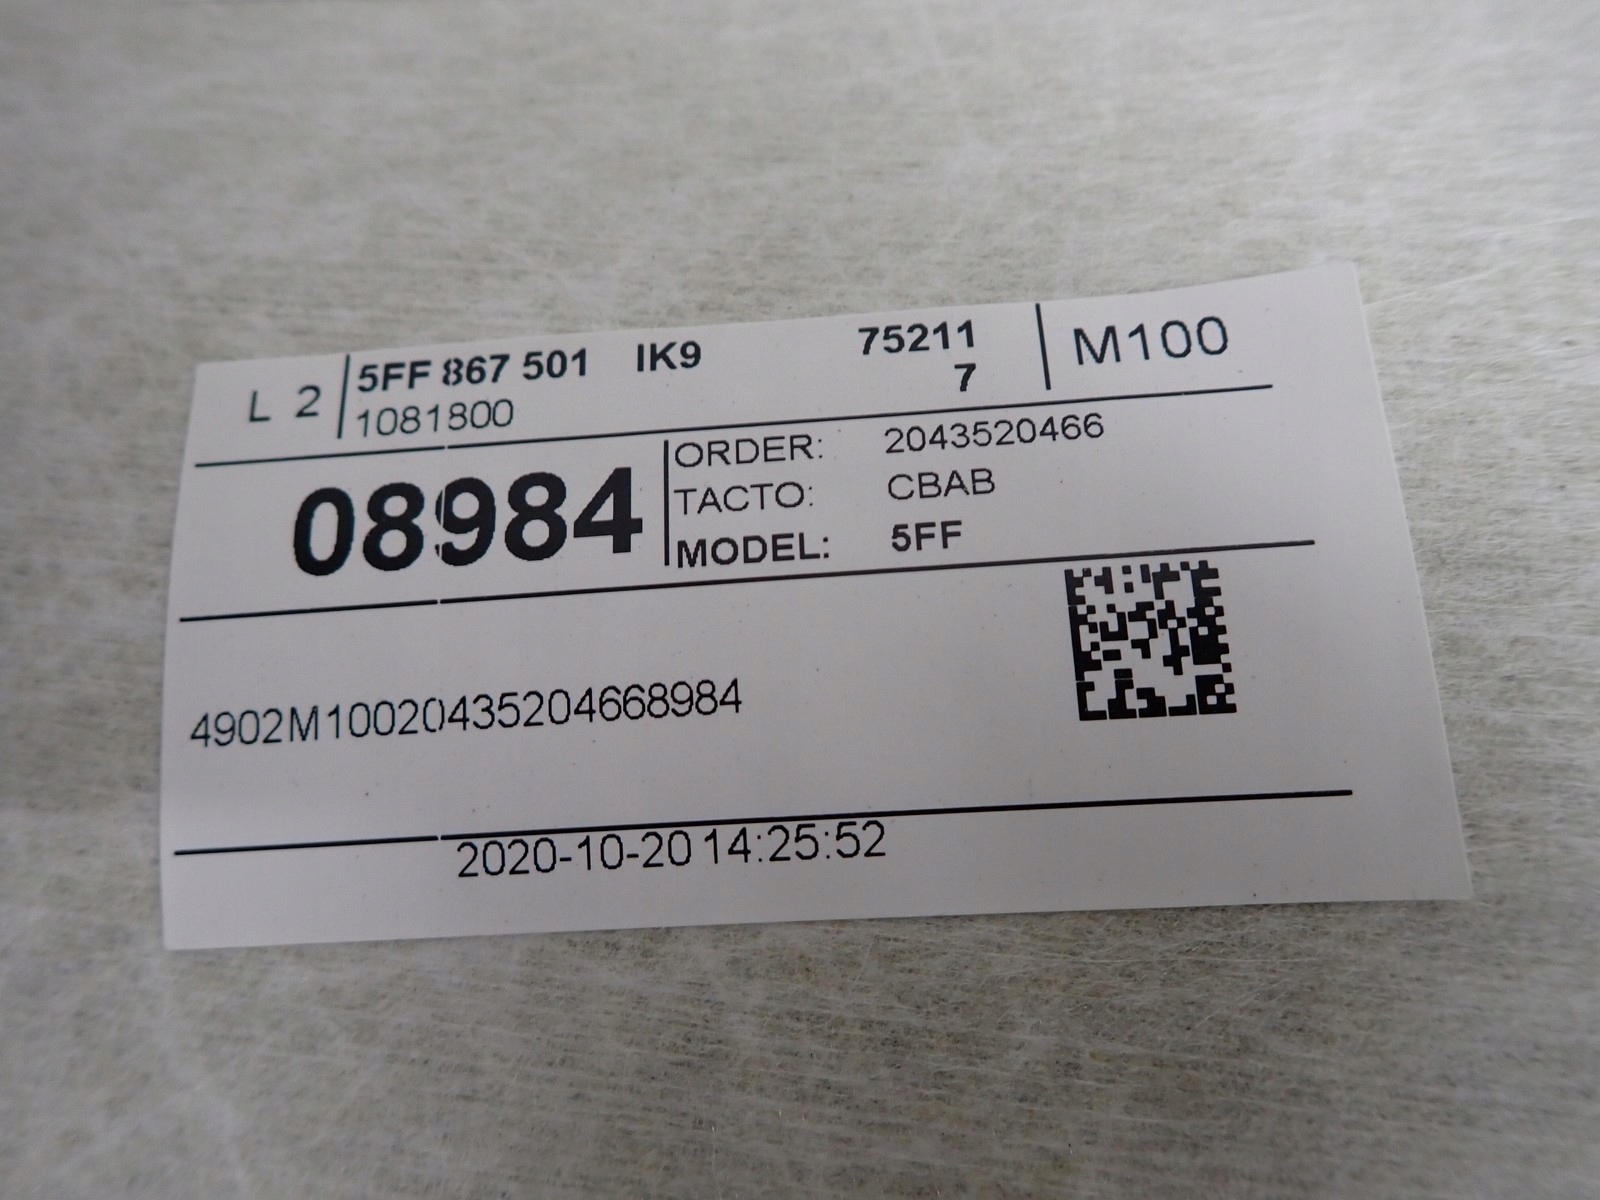 L 2 5FF 867 501 IK9 75211 M100
1081800 7
08984 ORDER: 2043520466
TACTO: CBAB
MODEL: 5FF
4902M10020435204668984
2020-10-20 14:25:52